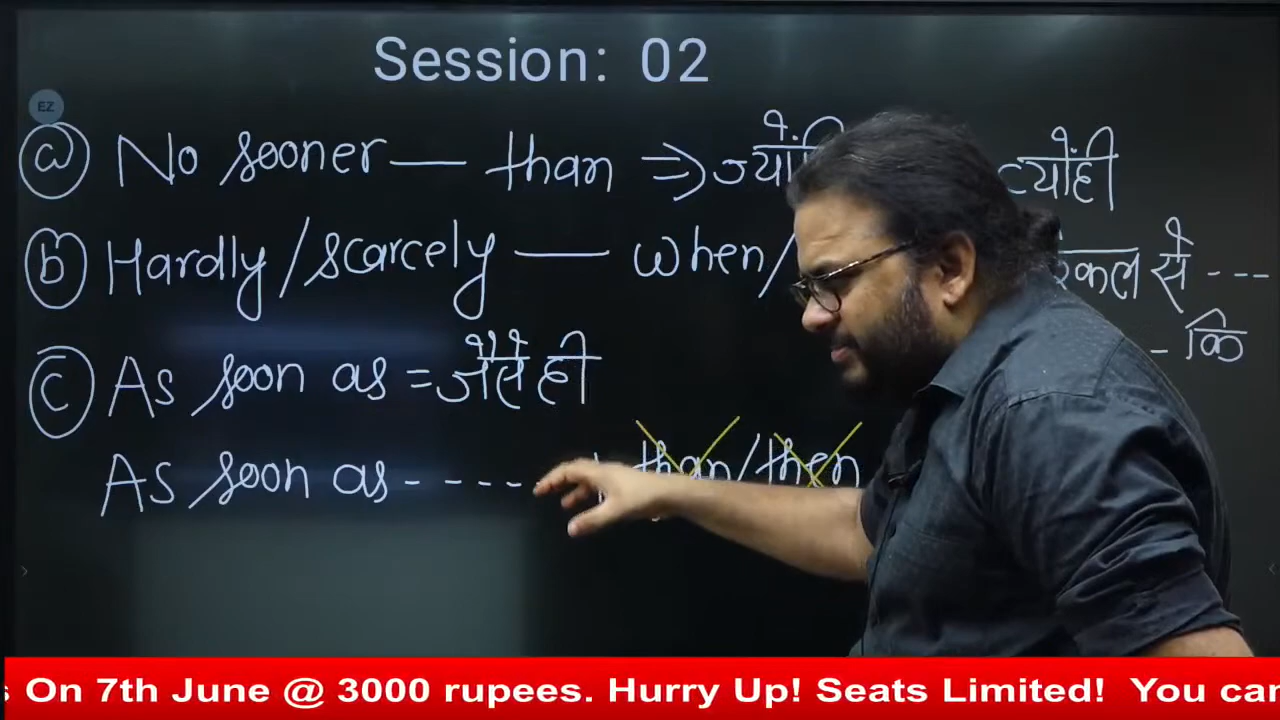 Session: 02
EZ
a No sooner — than ⇒ ज्योंही त्योंही
b Hardly/scarcely — when/ से ---
- कि
c As soon as = जैसे ही
As soon as ----- than/then
On 7th June @ 3000 rupees. Hurry Up! Seats Limited! You can